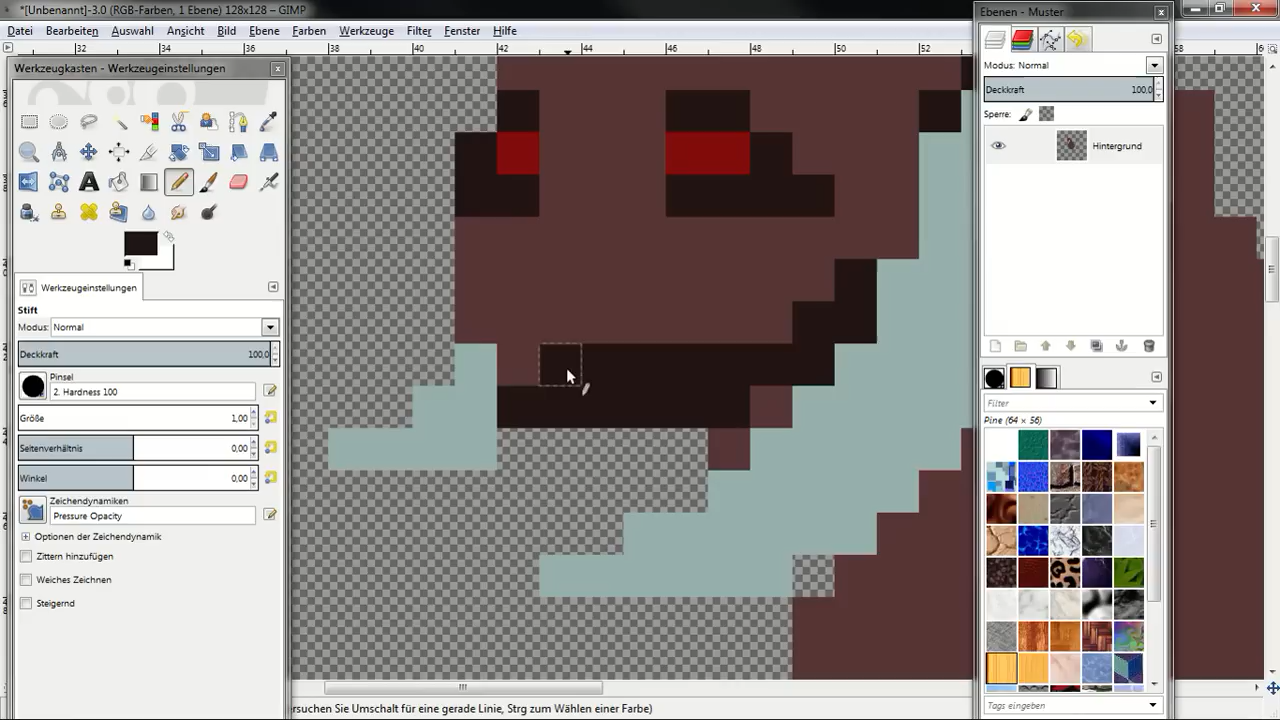 *[Unbenannt]-3.0 (RGB-Farben, 1 Ebene) 128x128 – GIMP
Datei Bearbeiten Auswahl Ansicht Bild Ebene Farben Werkzeuge Filter Fenster Hilfe
32 34 36 38 40 42 44 46 48 50 52
Werkzeugkasten - Werkzeugeinstellungen
Werkzeugeinstellungen
Stift
Modus: Normal
Deckkraft 100,0
Pinsel
2. Hardness 100
Größe 1,00
Seitenverhältnis 0,00
Winkel 0,00
Zeichendynamiken
Pressure Opacity
Optionen der Zeichendynamik
Zittern hinzufügen
Weiches Zeichnen
Steigernd
suchen Sie Umschalt für eine gerade Linie, Strg zum Wählen einer Farbe)
Ebenen - Muster
Modus: Normal
Deckkraft 100,0
Sperre:
Hintergrund
Filter
Pine (64 × 56)
Tags eingeben